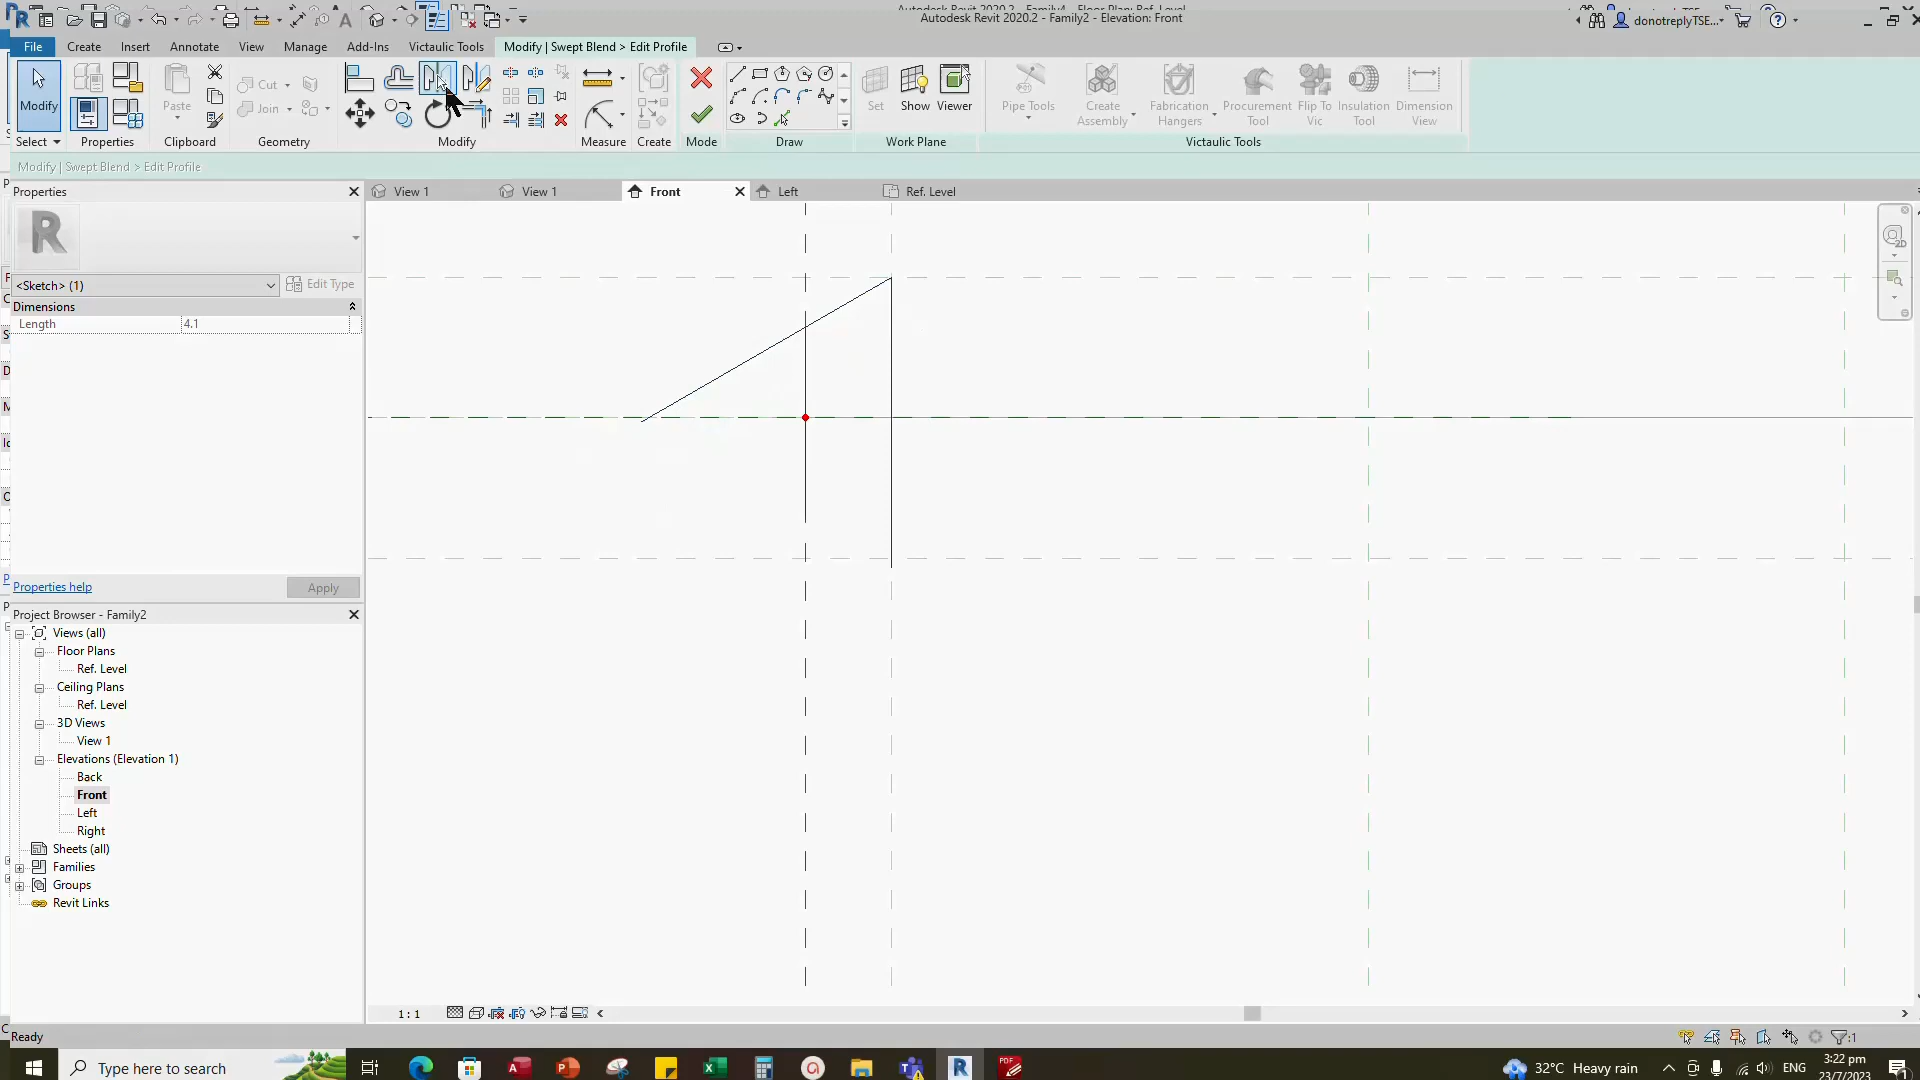 Autodesk Revit 2020.2 - Family2 - Elevation: Front
donotreplyTSE...
File Create Insert Annotate View Manage Add-Ins Victaulic Tools Modify | Swept Blend > Edit Profile
Modify
Paste
Cut
Join
Set
Show
Viewer
Pipe Tools
Create
Assembly
Fabrication
Hangers
Procurement
Tool
Flip To
Vic
Insulation
Tool
Dimension
View
Select Properties Clipboard Geometry Modify Measure Create Mode Draw Work Plane Victaulic Tools
Modify | Swept Blend > Edit Profile
Properties
View 1
View 1
Front
Left
Ref. Level
2D
<Sketch> (1)
Edit Type
Dimensions
Length 4.1
Properties help
Apply
Project Browser - Family2
Views (all)
Floor Plans
Ref. Level
Ceiling Plans
Ref. Level
3D Views
View 1
Elevations (Elevation 1)
Back
Front
Left
Right
Sheets (all)
Families
Groups
Revit Links
1 : 1
Ready
:1
Type here to search
32°C Heavy rain
ENG
3:22 pm
23/7/2023